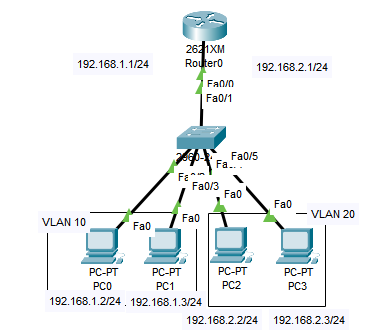 2621XM
Router0
192.168.1.1/24
192.168.2.1/24
Fa0/0
Fa0/1
Fa0/5
Fa0/3
Fa0
Fa0
Fa0
Fa0
VLAN 10
VLAN 20
PC-PT
PC0
PC-PT
PC1
PC-PT
PC2
PC-PT
PC3
192.168.1.2/24
192.168.1.3/24
192.168.2.2/24
192.168.2.3/24